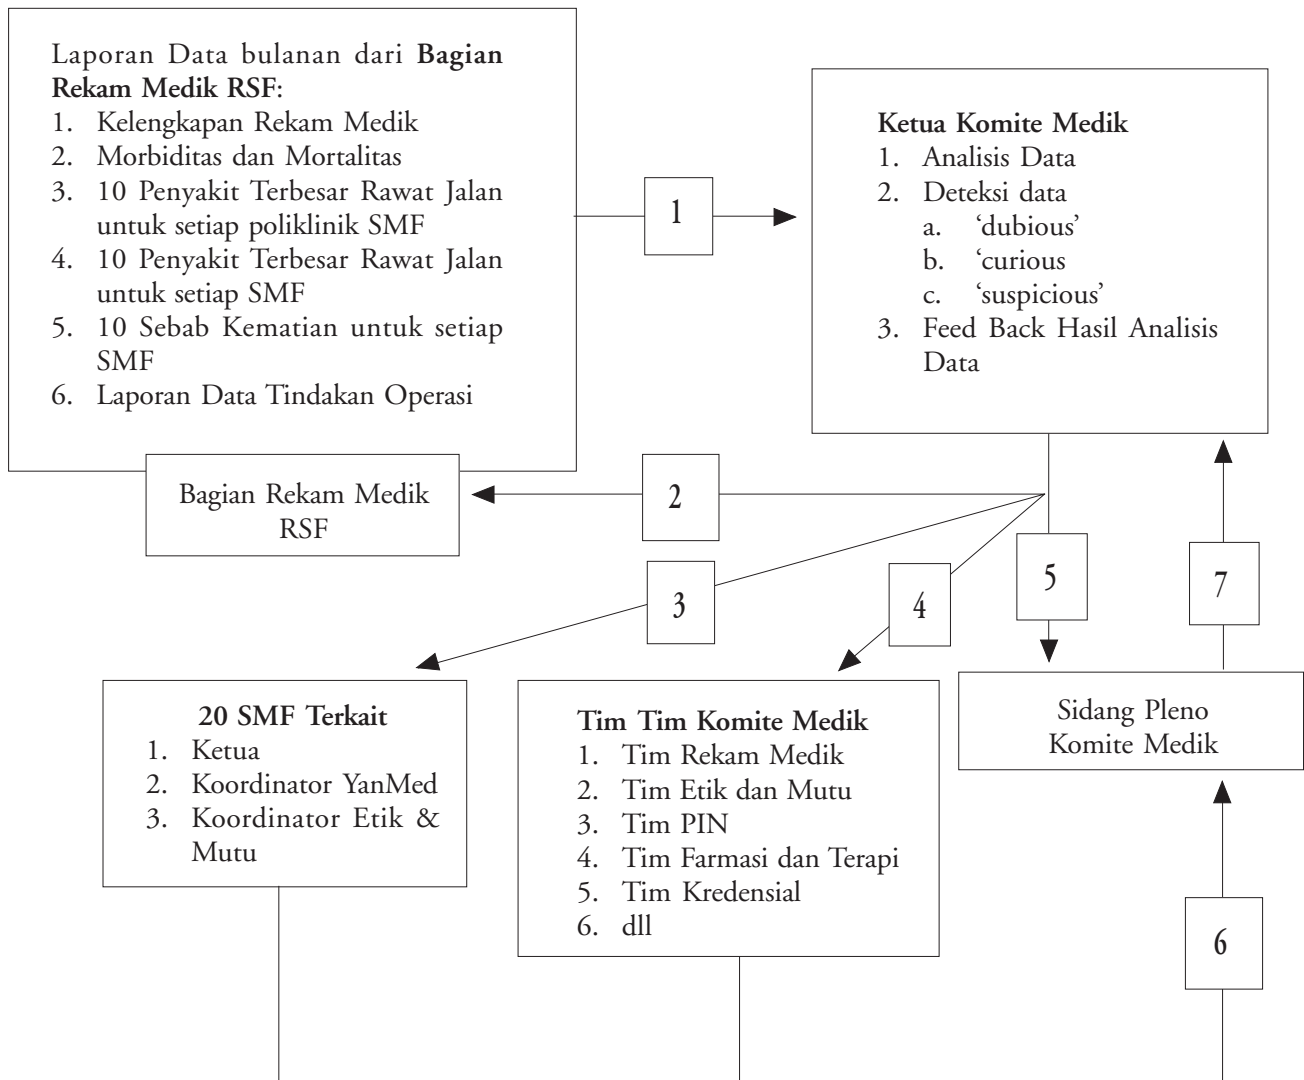 Laporan Data bulanan dari Bagian
Rekam Medik RSF:
1. Kelengkapan Rekam Medik
2. Morbiditas dan Mortalitas
3. 10 Penyakit Terbesar Rawat Jalan
untuk setiap poliklinik SMF
4. 10 Penyakit Terbesar Rawat Jalan
untuk setiap SMF
5. 10 Sebab Kematian untuk setiap
SMF
6. Laporan Data Tindakan Operasi
1
Ketua Komite Medik
1. Analisis Data
2. Deteksi data
a. ‘dubious’
b. ‘curious
c. ‘suspicious’
3. Feed Back Hasil Analisis
Data
Bagian Rekam Medik
RSF
2
3
4
5
7
20 SMF Terkait
1. Ketua
2. Koordinator YanMed
3. Koordinator Etik &
Mutu
Tim Tim Komite Medik
1. Tim Rekam Medik
2. Tim Etik dan Mutu
3. Tim PIN
4. Tim Farmasi dan Terapi
5. Tim Kredensial
6. dll
Sidang Pleno
Komite Medik
6